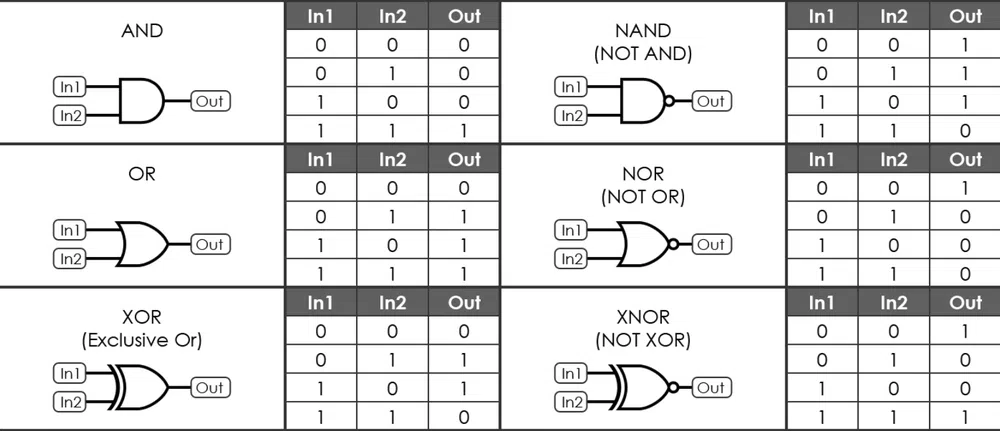 AND
In1
In2
Out
In1 In2 Out
0 0 0
0 1 0
1 0 0
1 1 1
NAND
(NOT AND)
In1
In2
Out
In1 In2 Out
0 0 1
0 1 1
1 0 1
1 1 0
OR
In1
In2
Out
In1 In2 Out
0 0 0
0 1 1
1 0 1
1 1 1
NOR
(NOT OR)
In1
In2
Out
In1 In2 Out
0 0 1
0 1 0
1 0 0
1 1 0
XOR
(Exclusive Or)
In1
In2
Out
In1 In2 Out
0 0 0
0 1 1
1 0 1
1 1 0
XNOR
(NOT XOR)
In1
In2
Out
In1 In2 Out
0 0 1
0 1 0
1 0 0
1 1 1